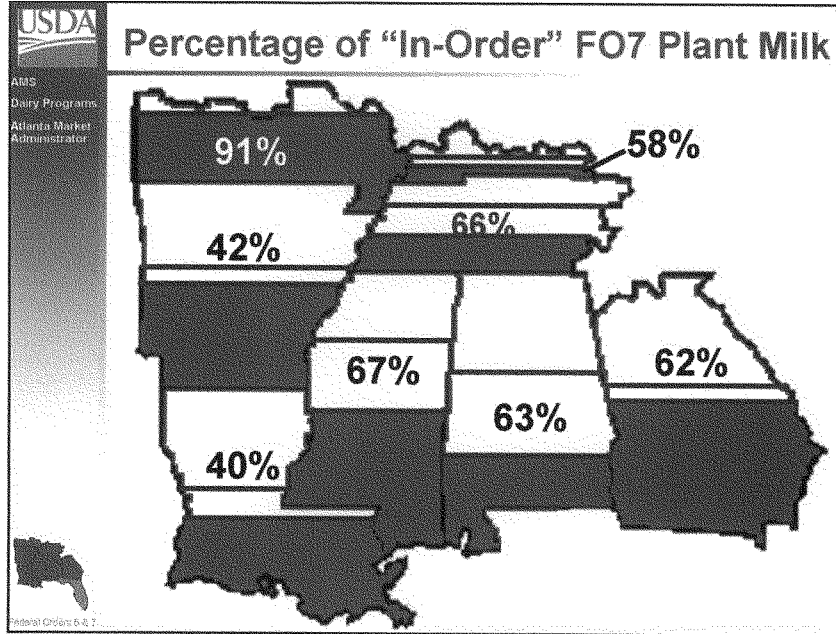 USDA
Percentage of “In-Order” FO7 Plant Milk
AMS
Dairy Programs
Atlanta Market
Administrator
91%
58%
66%
42%
67%
62%
63%
40%
Federal Orders 5 & 7